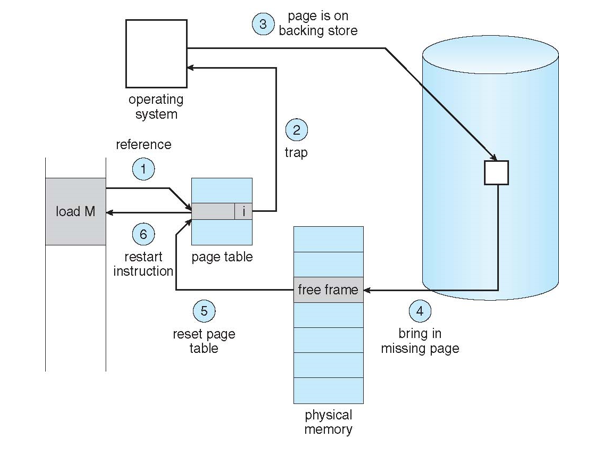 3
page is on
backing store
operating
system
2
trap
reference
1
load M
i
6
restart
instruction
page table
5
reset page
table
free frame
4
bring in
missing page
physical
memory